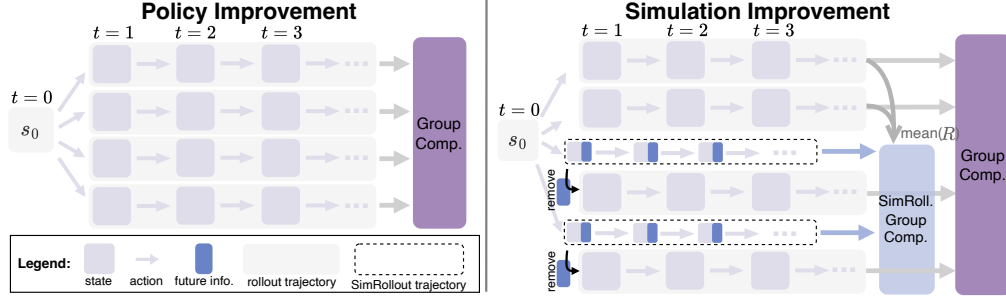 Policy Improvement
t = 1
t = 2
t = 3
t = 0
s₀
Group
Comp.
Legend:
state
action
future info.
rollout trajectory
SimRollout trajectory
Simulation Improvement
t = 1
t = 2
t = 3
t = 0
s₀
mean(R)
remove
remove
SimRoll.
Group
Comp.
Group
Comp.